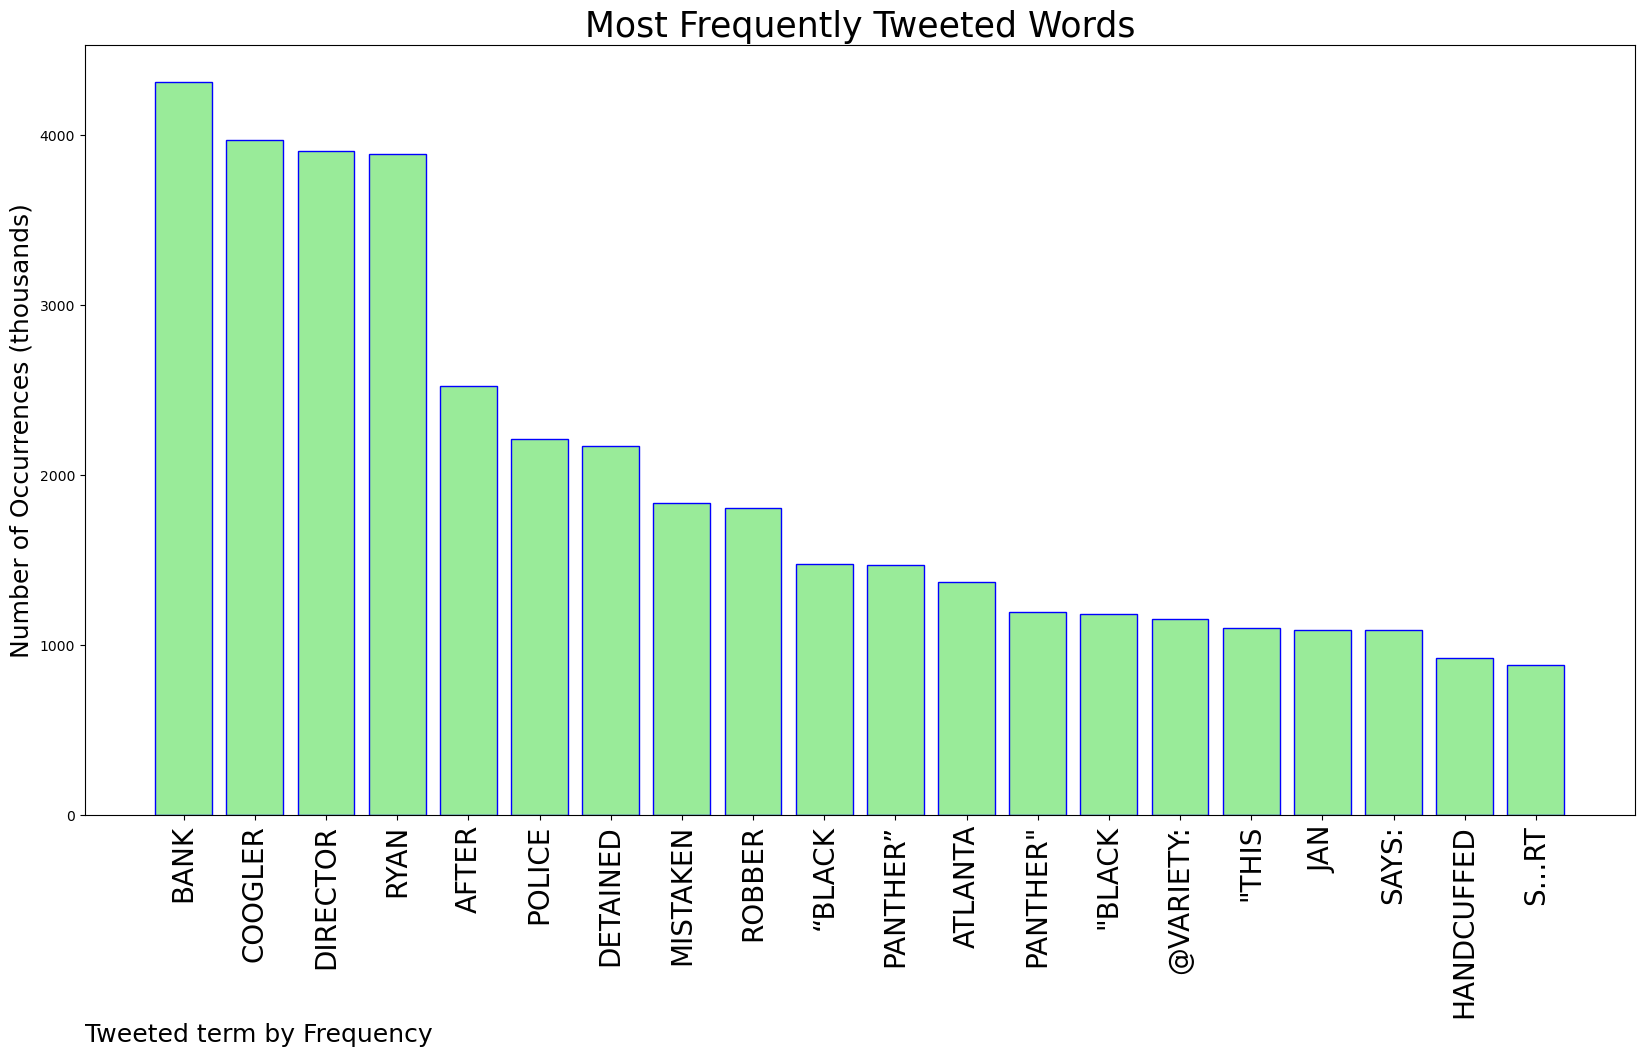 Most Frequently Tweeted Words
Number of Occurrences (thousands)
4000
3000
2000
1000
0
BANK
COOGLER
DIRECTOR
RYAN
AFTER
POLICE
DETAINED
MISTAKEN
ROBBER
“BLACK
PANTHER”
ATLANTA
PANTHER"
"BLACK
@VARIETY:
"THIS
JAN
SAYS:
HANDCUFFED
S…RT
Tweeted term by Frequency